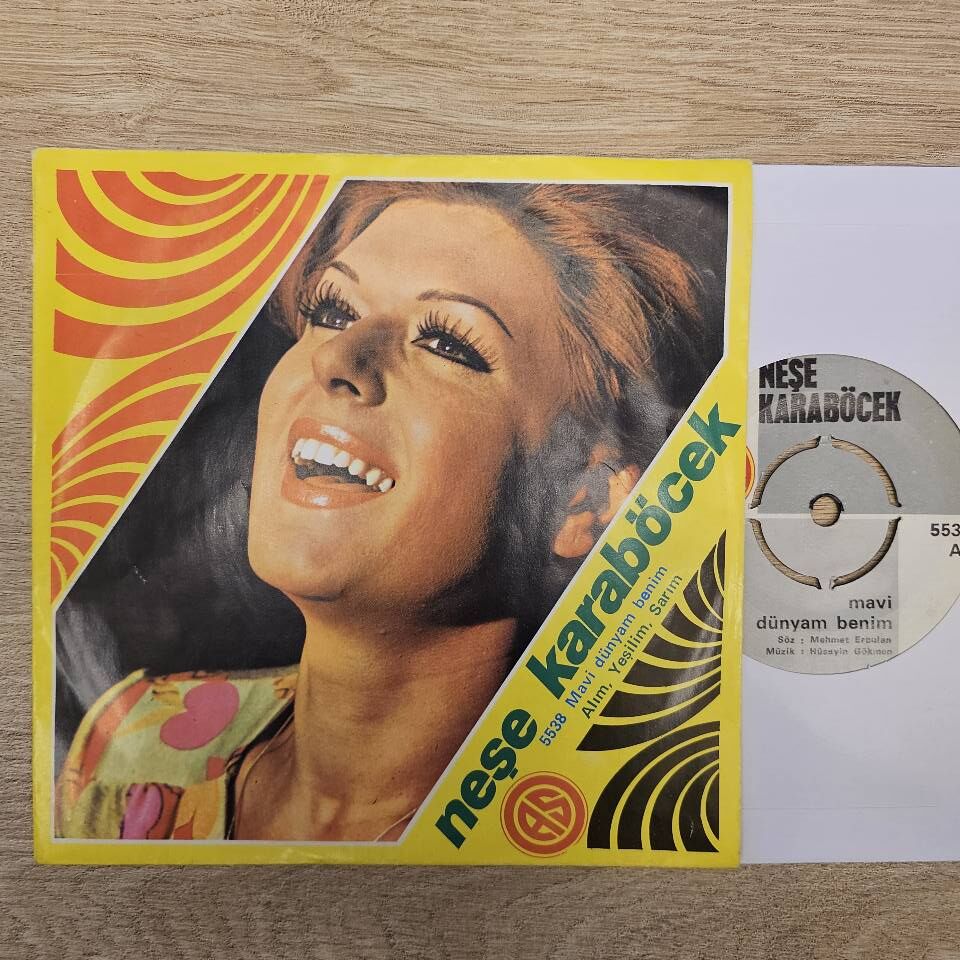 neşe karaböcek
5538 Mavi dünyam benim
Alım, Yeşilim, Sarım
AS
NEŞE
KARABÖCEK
553
A
mavi
dünyam benim
Söz : Mehmet Erbulan
Müzik : Hüseyin Gökmen